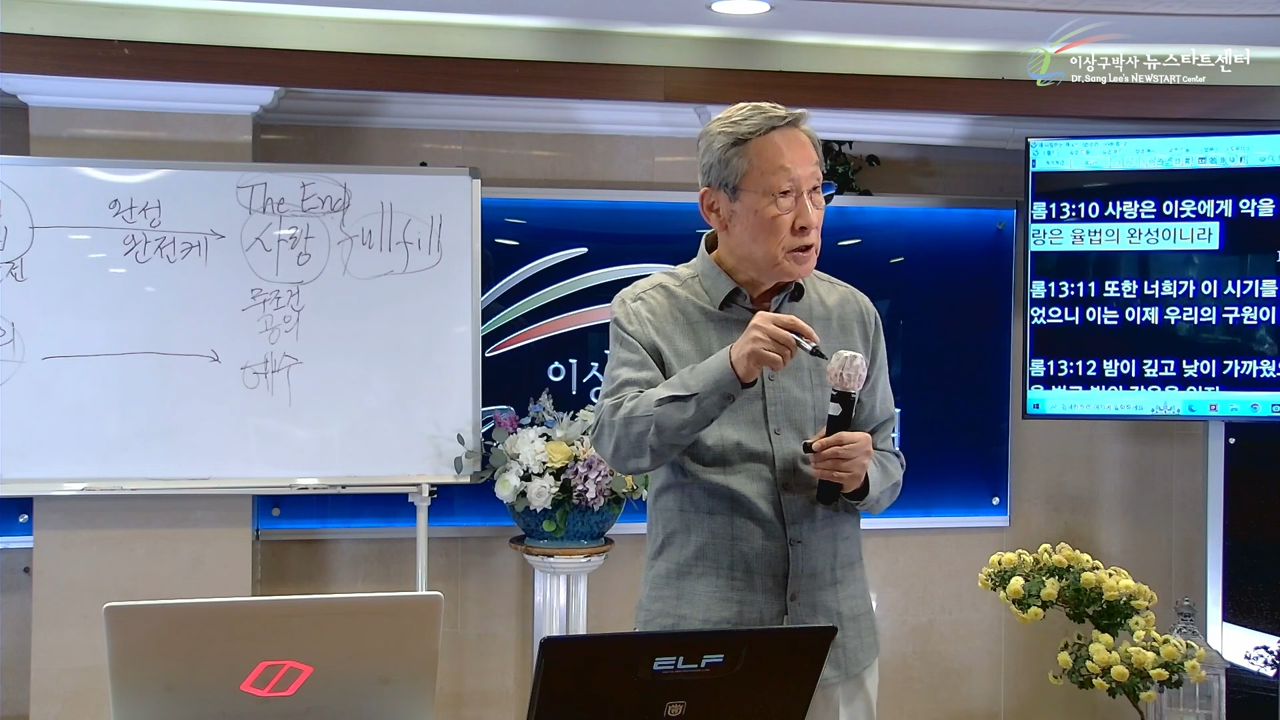 이상구박사 뉴스타트센터
Dr. Sang Lee's NEWSTART Center
완성
완전케
The End
사랑
fullfill
무조건
공의
예수
전
의
이상
롬13:10 사랑은 이웃에게 악을
랑은 율법의 완성이니라
롬13:11 또한 너희가 이 시기를
었으니 이는 이제 우리의 구원이
롬13:12 밤이 깊고 낮이 가까웠
ELF